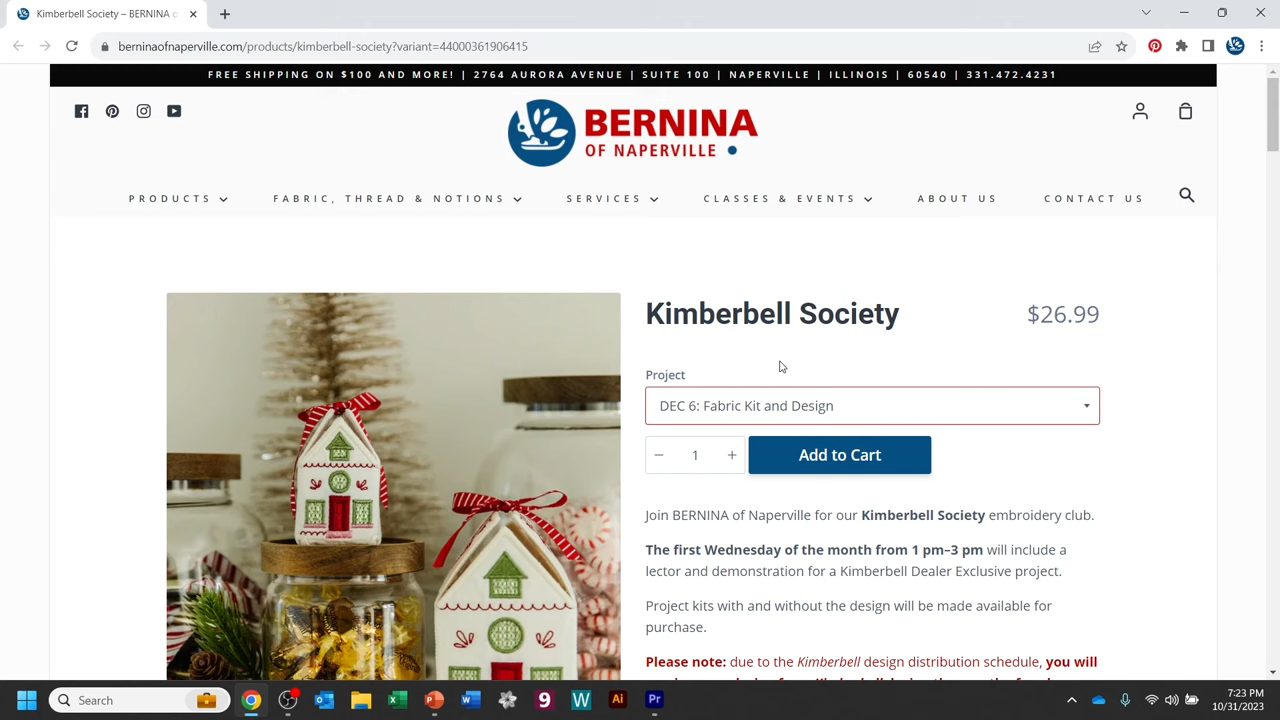 Kimberbell Society – BERNINA o
berninaofnaperville.com/products/kimberbell-society?variant=44000361906415
FREE SHIPPING ON $100 AND MORE! | 2764 AURORA AVENUE | SUITE 100 | NAPERVILLE | ILLINOIS | 60540 | 331.472.4231
BERNINA
OF NAPERVILLE
PRODUCTS FABRIC, THREAD & NOTIONS SERVICES CLASSES & EVENTS ABOUT US CONTACT US
Kimberbell Society $26.99
Project
DEC 6: Fabric Kit and Design
− 1 + Add to Cart
Join BERNINA of Naperville for our Kimberbell Society embroidery club.
The first Wednesday of the month from 1 pm–3 pm will include a
lector and demonstration for a Kimberbell Dealer Exclusive project.
Project kits with and without the design will be made available for
purchase.
Please note: due to the Kimberbell design distribution schedule, you will
Search 9 W Ai Pr
7:23 PM
10/31/2023